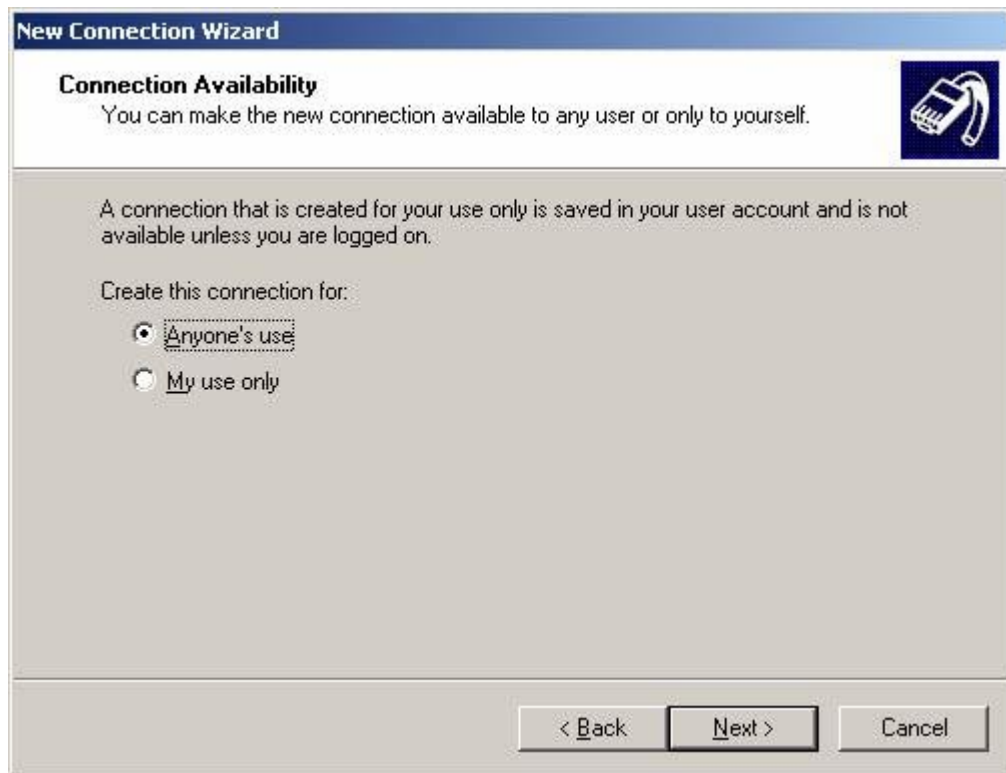 New Connection Wizard
Connection Availability
You can make the new connection available to any user or only to yourself.
A connection that is created for your use only is saved in your user account and is not
available unless you are logged on.
Create this connection for:
Anyone's use
My use only
< Back
Next >
Cancel